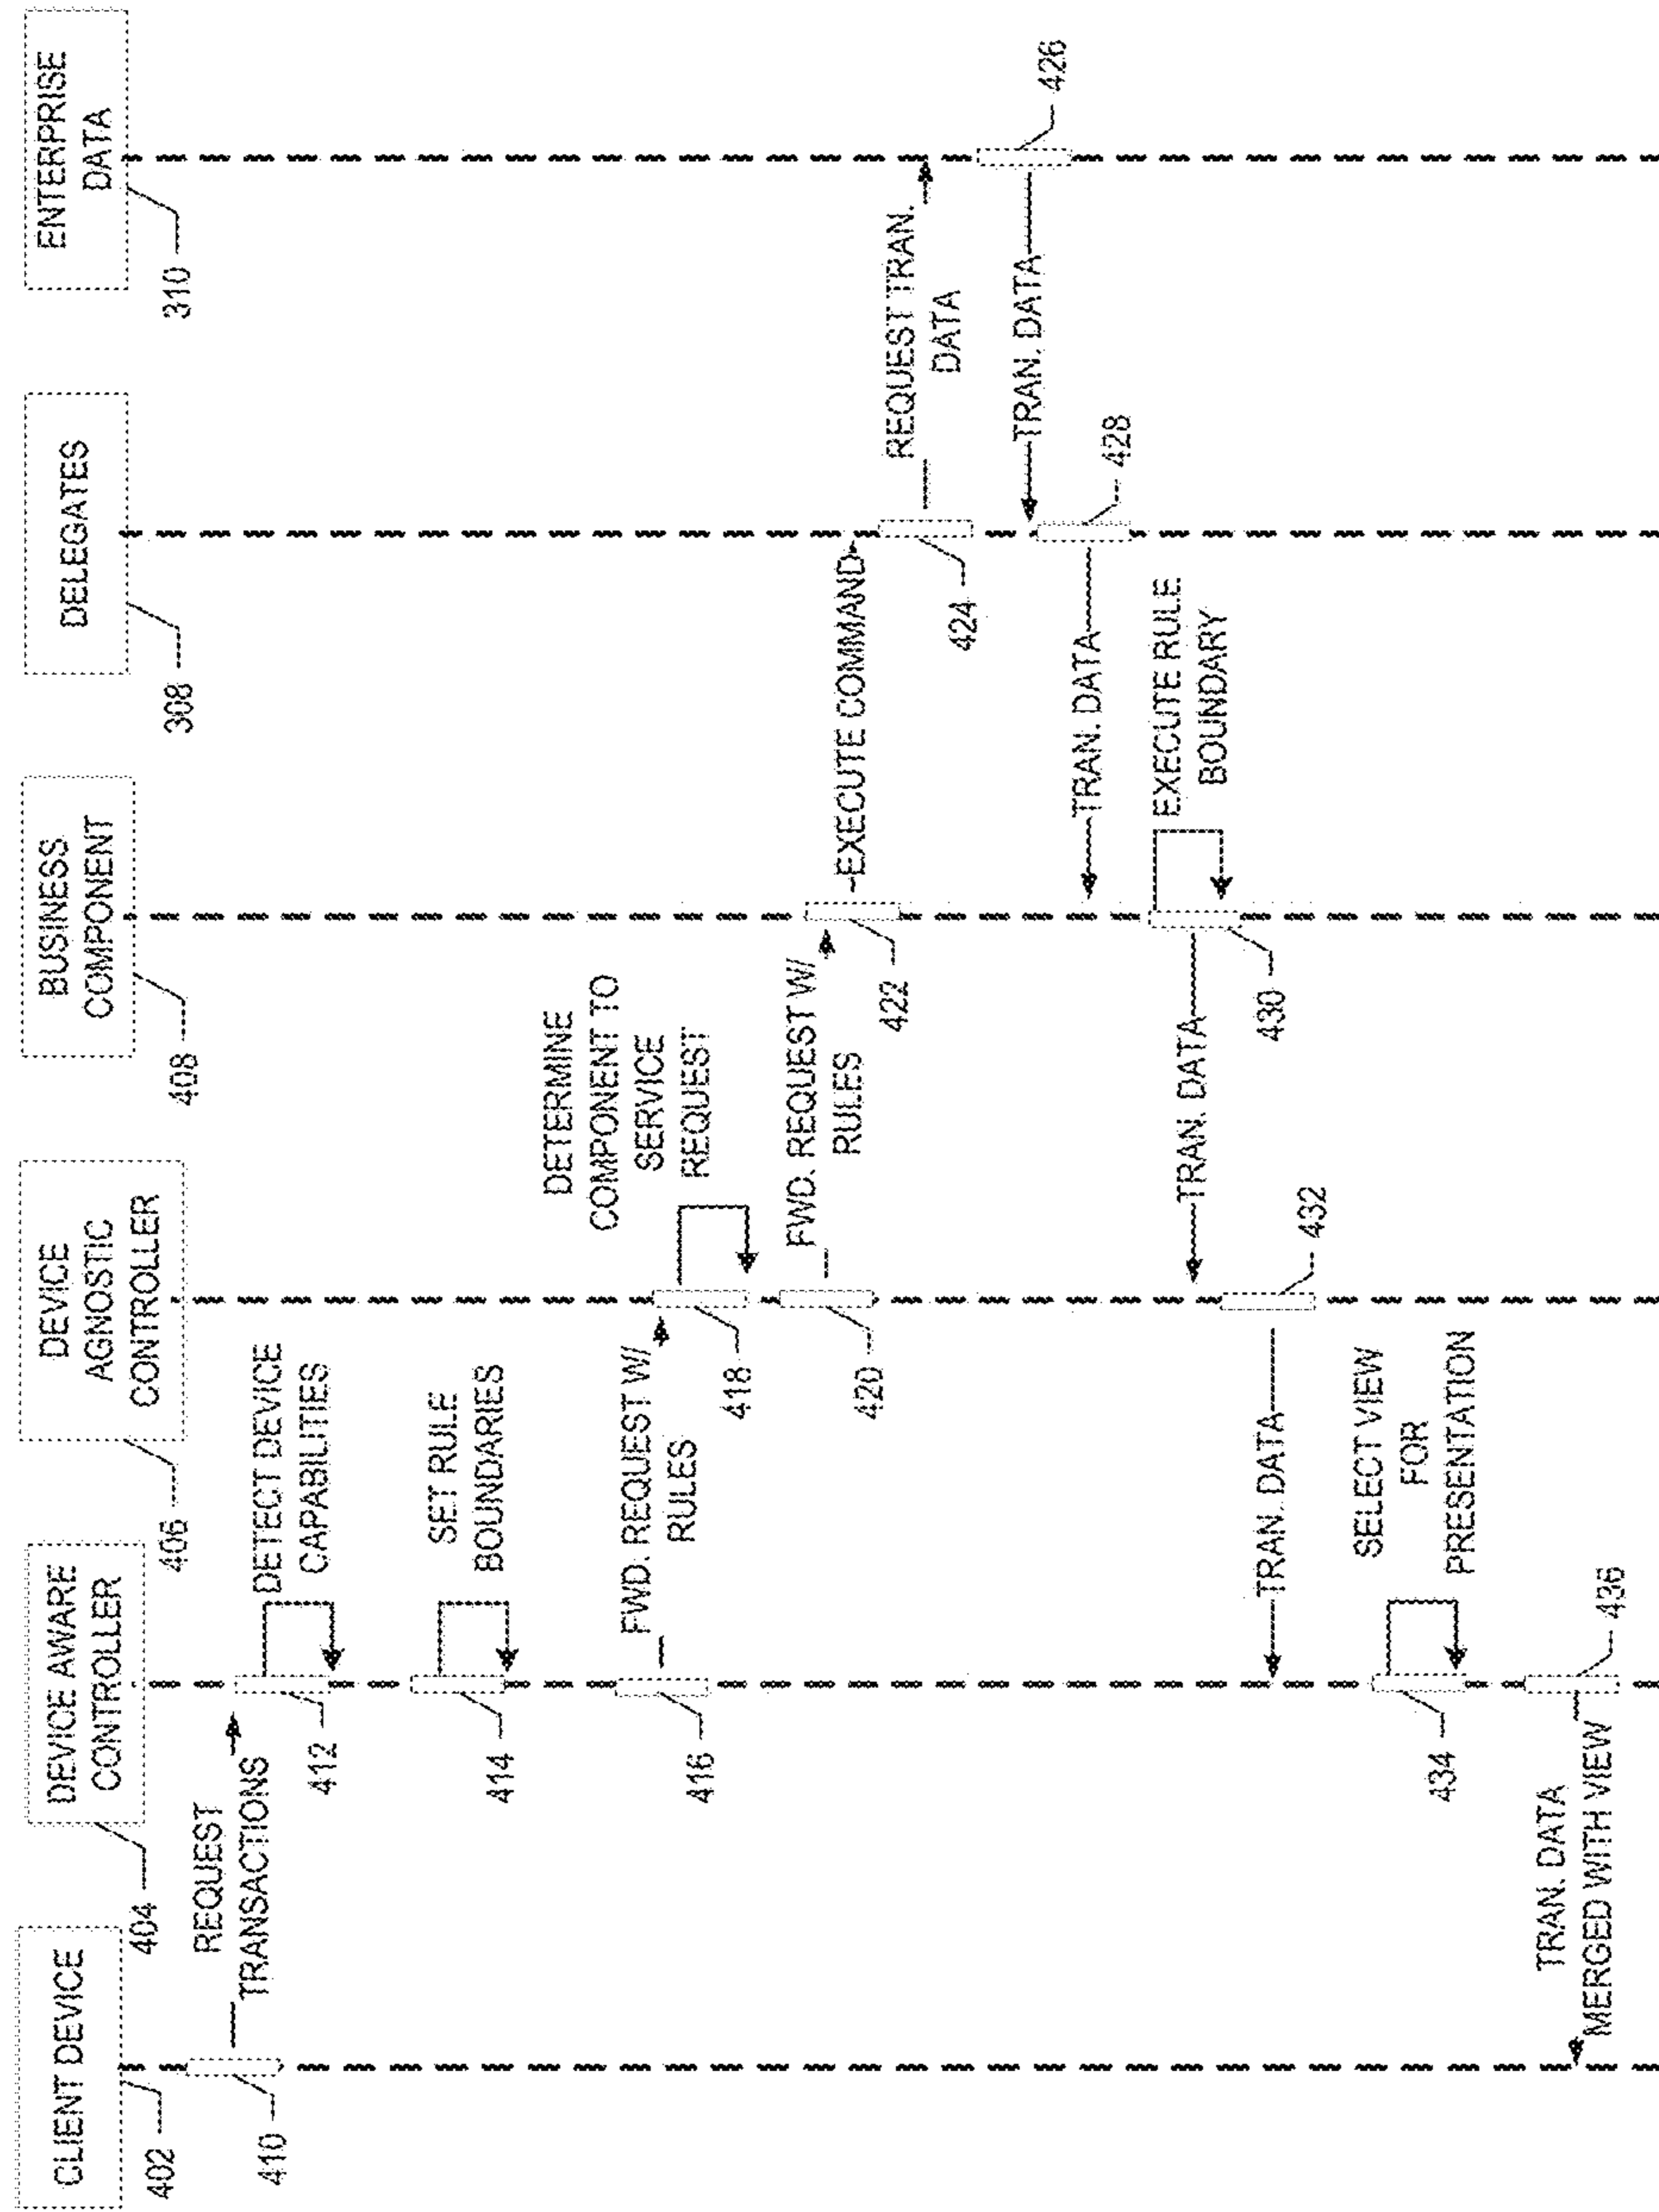 CLIENT DEVICE
402
DEVICE AWARE
CONTROLLER
404
DEVICE
AGNOSTIC
CONTROLLER
406
BUSINESS
COMPONENT
408
DELEGATES
308
ENTERPRISE
DATA
310
410
REQUEST
TRANSACTIONS
412
DETECT DEVICE
CAPABILITIES
414
SET RULE
BOUNDARIES
416
FWD. REQUEST W/
RULES
418
DETERMINE
COMPONENT TO
SERVICE
REQUEST
420
FWD. REQUEST W/
RULES
422
EXECUTE COMMAND
424
REQUEST TRAN.
DATA
426
TRAN. DATA
428
TRAN. DATA
430
EXECUTE RULE
BOUNDARY
TRAN. DATA
432
TRAN. DATA
434
SELECT VIEW
FOR
PRESENTATION
436
TRAN. DATA
MERGED WITH VIEW